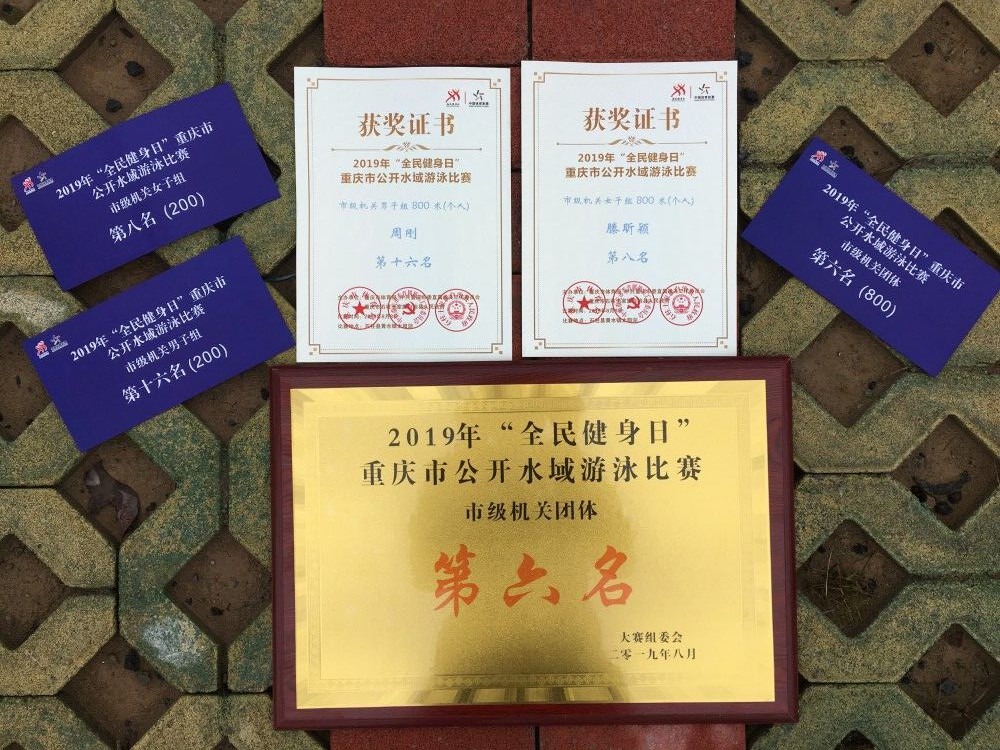 2019年“全民健身日”重庆市
公开水域游泳比赛
市级机关女子组
第八名 (200)
2019年“全民健身日”重庆市
公开水域游泳比赛
市级机关男子组
第十六名 (200)
获奖证书
2019年“全民健身日”
重庆市公开水域游泳比赛
市级机关男子组 800 米(个人)
周刚
第十六名
获奖证书
2019年“全民健身日”
重庆市公开水域游泳比赛
市级机关女子组 800 米(个人)
滕昕颖
第八名
2019年“全民健身日”重庆市
公开水域游泳比赛
市级机关团体
第六名 (800)
2019年“全民健身日”
重庆市公开水域游泳比赛
市级机关团体
第六名
大赛组委会
二零一九年八月